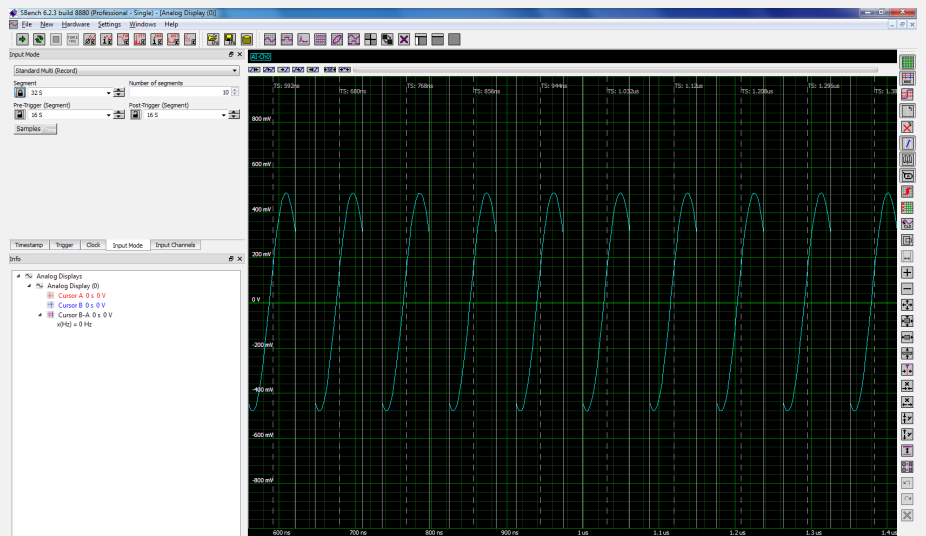 SBench 6.2.3 build 8880 (Professional - Single) - [Analog Display (0)]
File New Hardware Settings Windows Help
Input Mode
Standard Multi (Record)
Segment
Number of segments
32 S
10
Pre-Trigger (Segment)
Post-Trigger (Segment)
16 S
16 S
Samples
Timestamp Trigger Clock Input Mode Input Channels
Info
Analog Displays
Analog Display (0)
Cursor A 0 s 0 V
Cursor B 0 s 0 V
Cursor B-A 0 s 0 V
x(Hz) = 0 Hz
AI-Ch0
TS: 592ns TS: 680ns TS: 768ns TS: 856ns TS: 944ns TS: 1.032us TS: 1.12us TS: 1.208us TS: 1.295us TS: 1.38
800 mV
600 mV
400 mV
200 mV
0 V
-200 mV
-400 mV
-600 mV
-800 mV
600 ns 700 ns 800 ns 900 ns 1 us 1.1 us 1.2 us 1.3 us 1.4 us